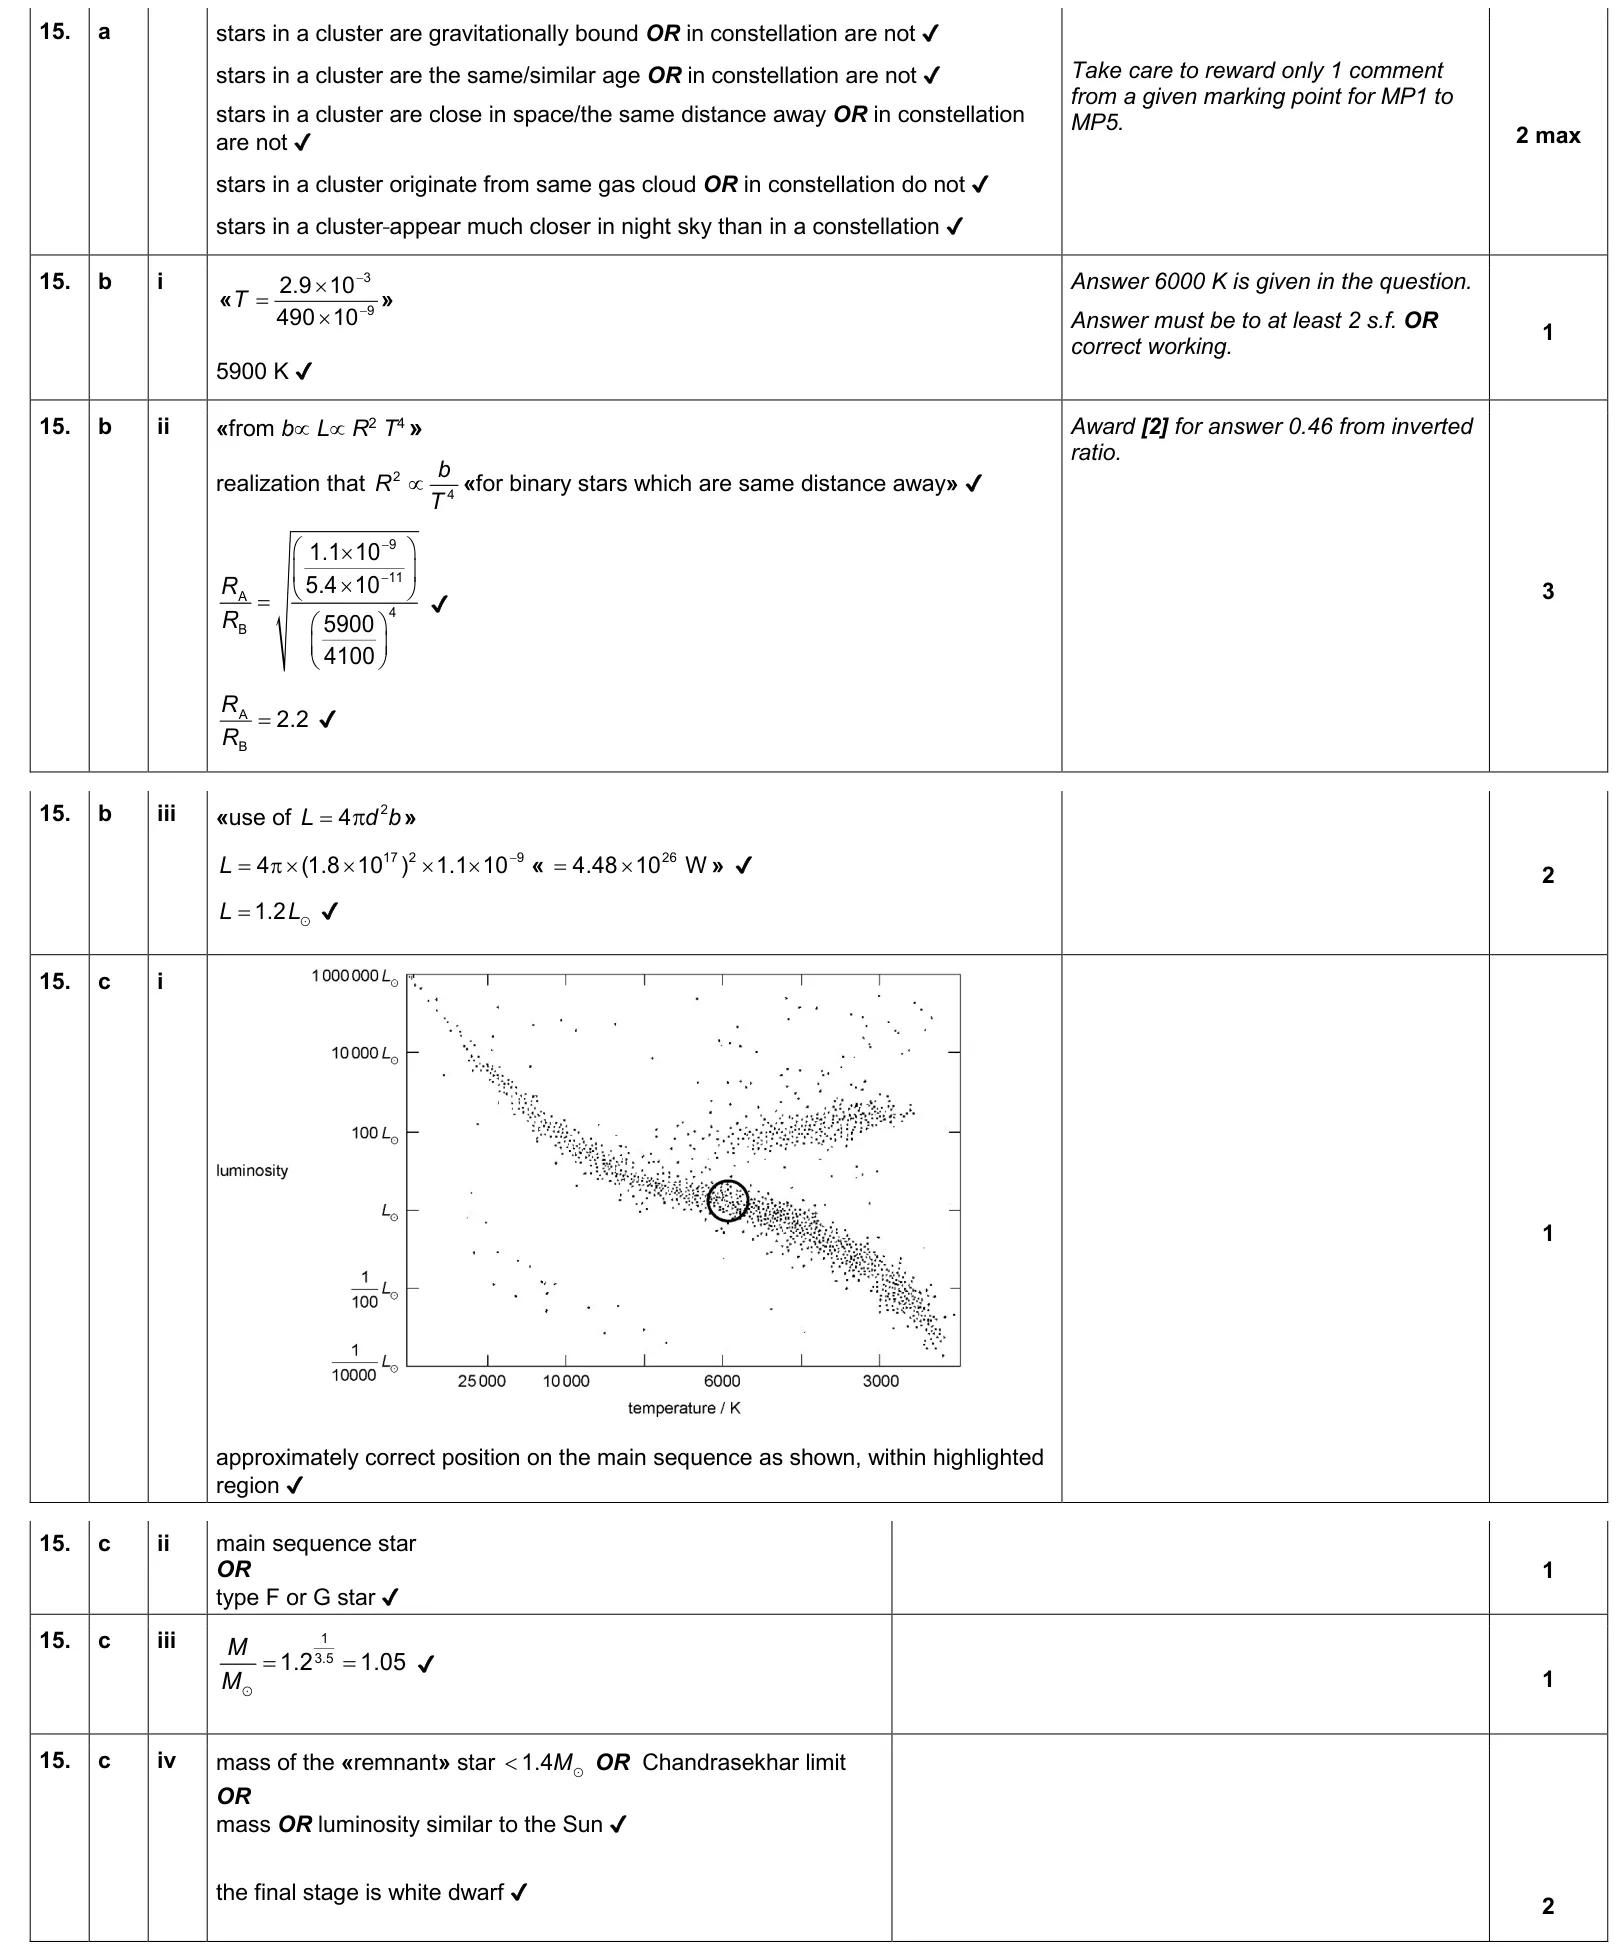 15. a stars in a cluster are gravitationally bound OR in constellation are not ✔
stars in a cluster are the same/similar age OR in constellation are not ✔
stars in a cluster are close in space/the same distance away OR in constellation
are not ✔
stars in a cluster originate from same gas cloud OR in constellation do not ✔
stars in a cluster-appear much closer in night sky than in a constellation ✔
Take care to reward only 1 comment
from a given marking point for MP1 to
MP5.
2 max
15. b i «T = 2.9×10⁻³ / 490×10⁻⁹»
5900 K ✔
Answer 6000 K is given in the question.
Answer must be to at least 2 s.f. OR
correct working.
1
15. b ii «from b∝ L∝ R² T⁴»
realization that R² ∝ b / T⁴ «for binary stars which are same distance away» ✔
R_A / R_B = √((1.1×10⁻⁹ / 5.4×10⁻¹¹) / (5900 / 4100)⁴) ✔
R_A / R_B = 2.2 ✔
Award [2] for answer 0.46 from inverted
ratio.
3
15. b iii «use of L = 4πd²b»
L = 4π×(1.8×10¹⁷)²×1.1×10⁻⁹ « = 4.48×10²⁶ W » ✔
L = 1.2L☉ ✔
2
15. c i
1 000 000 L☉
10 000 L☉
100 L☉
luminosity
L☉
1/100 L☉
1/10000 L☉
25 000 10 000 6000 3000
temperature / K
approximately correct position on the main sequence as shown, within highlighted
region ✔
1
15. c ii main sequence star
OR
type F or G star ✔
1
15. c iii M / M☉ = 1.2^(1/3.5) = 1.05 ✔
1
15. c iv mass of the «remnant» star < 1.4M☉ OR Chandrasekhar limit
OR
mass OR luminosity similar to the Sun ✔
the final stage is white dwarf ✔
2